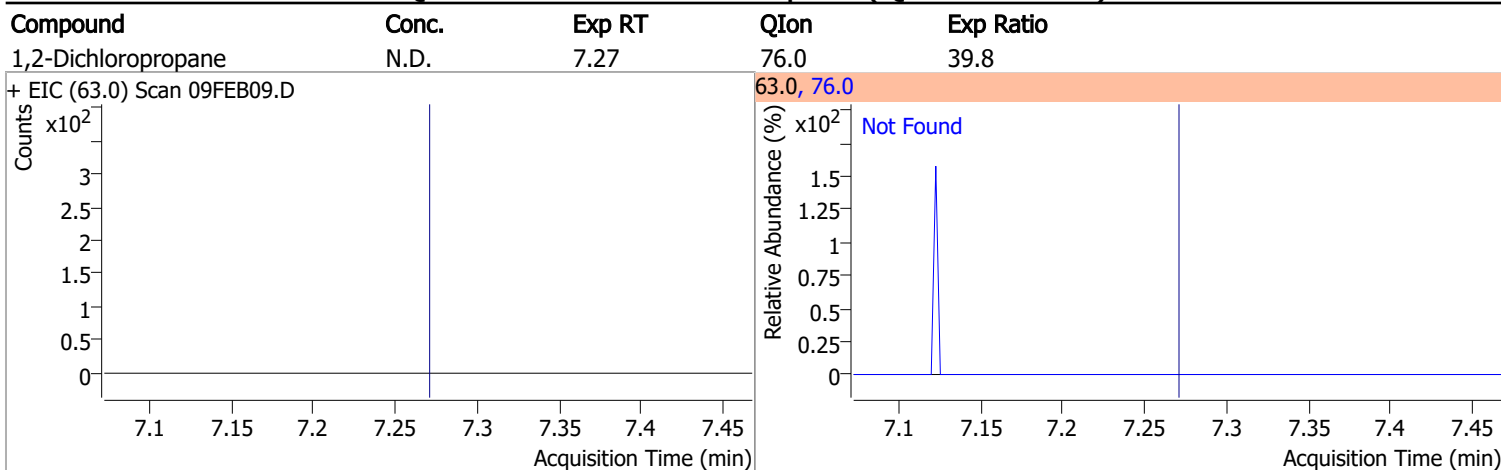 Compound Conc. Exp RT QIon Exp Ratio
1,2-Dichloropropane N.D. 7.27 76.0 39.8
+ EIC (63.0) Scan 09FEB09.D
Counts
x10²
3
2.5
2
1.5
1
0.5
0
7.1 7.15 7.2 7.25 7.3 7.35 7.4 7.45
Acquisition Time (min)
63.0, 76.0
Relative Abundance (%)
x10²
Not Found
1.5
1.25
1
0.75
0.5
0.25
0
7.1 7.15 7.2 7.25 7.3 7.35 7.4 7.45
Acquisition Time (min)